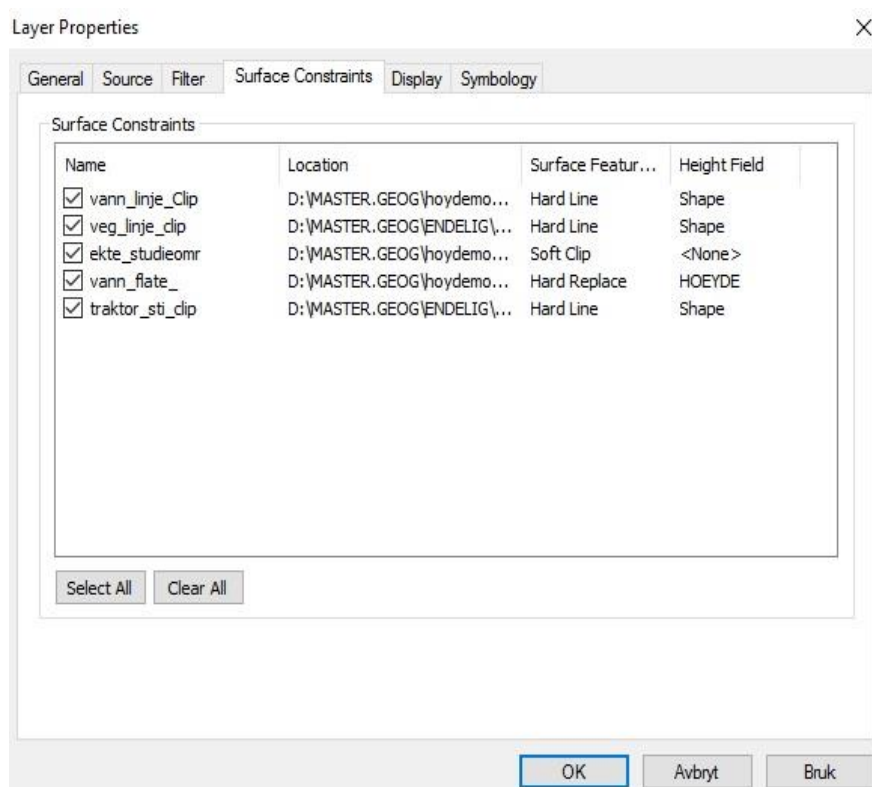 Layer Properties
General Source Filter Surface Constraints Display Symbology
Surface Constraints
Name Location Surface Featur... Height Field
vann_linje_Clip D:\MASTER.GEOG\hoydemo... Hard Line Shape
veg_linje_clip D:\MASTER.GEOG\ENDELIG\... Hard Line Shape
ekte_studieomr D:\MASTER.GEOG\hoydemo... Soft Clip <None>
vann_flate_ D:\MASTER.GEOG\hoydemo... Hard Replace HOEYDE
traktor_sti_clip D:\MASTER.GEOG\ENDELIG\... Hard Line Shape
Select All Clear All
OK Avbryt Bruk